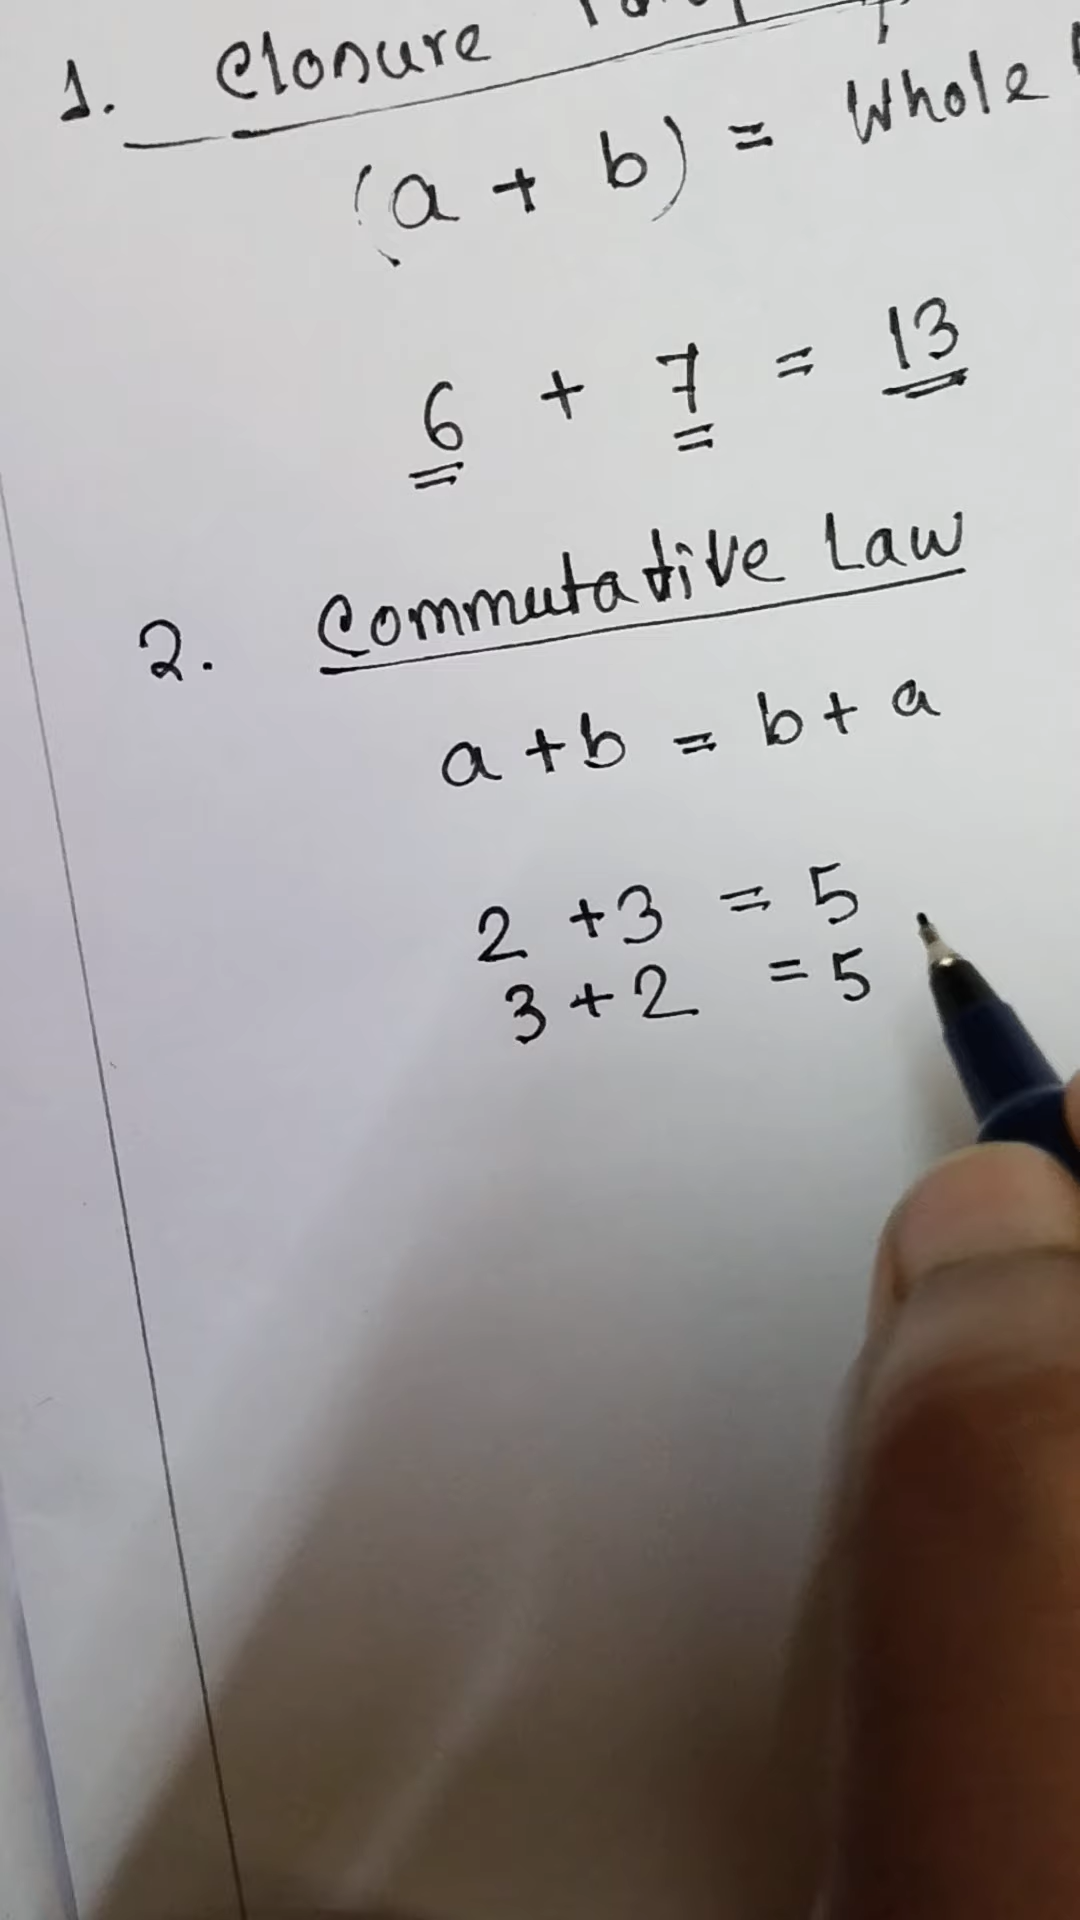 1. Closure
(a + b) = Whole
6 + 7 = 13
2. Commutative Law
a + b = b + a
2 + 3 = 5
3 + 2 = 5